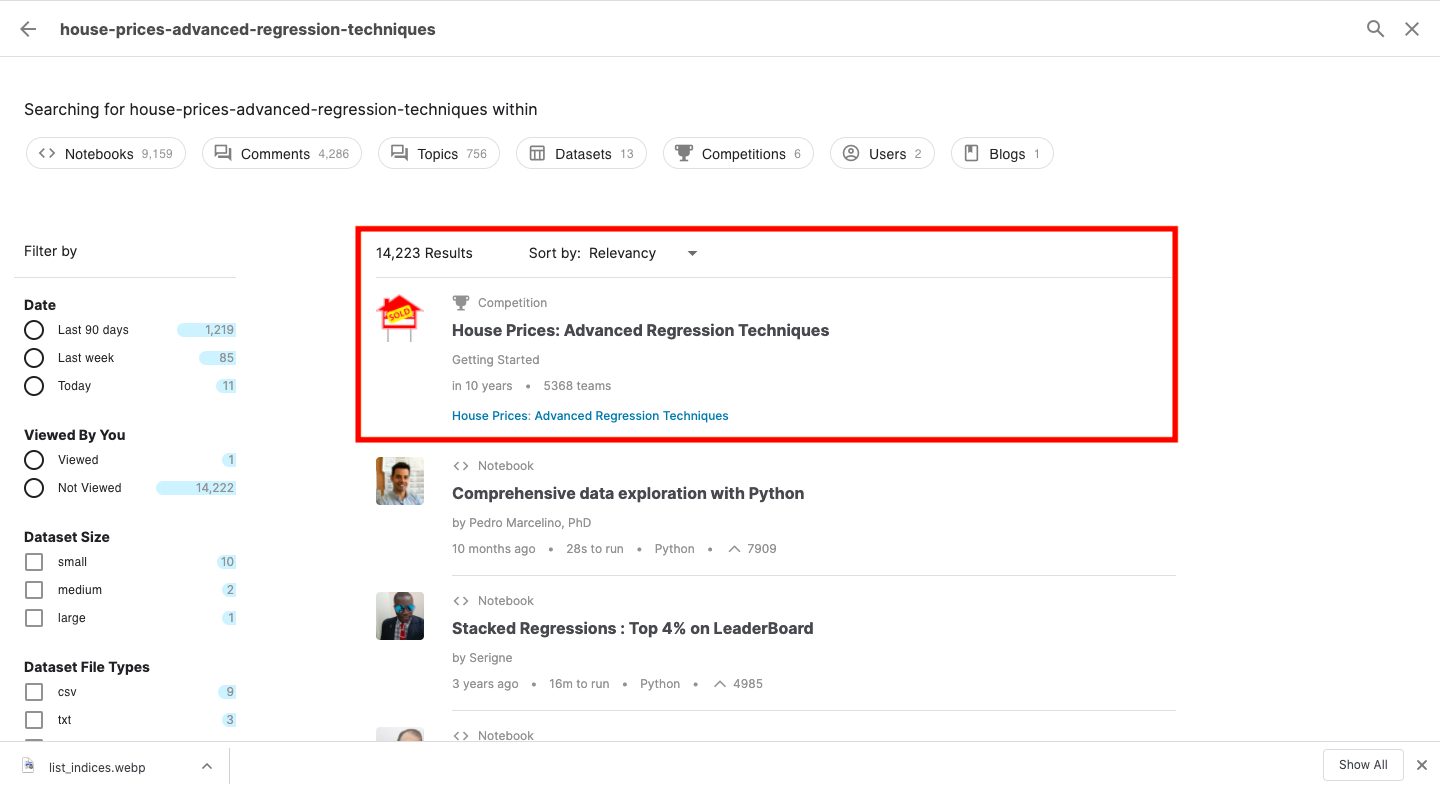 house-prices-advanced-regression-techniques
Searching for house-prices-advanced-regression-techniques within
Notebooks 9,159 Comments 4,286 Topics 756 Datasets 13 Competitions 6 Users 2 Blogs 1
Filter by
Date
Last 90 days 1,219
Last week 85
Today 11
Viewed By You
Viewed 1
Not Viewed 14,222
Dataset Size
small 10
medium 2
large 1
Dataset File Types
csv 9
txt 3
14,223 Results Sort by: Relevancy
SOLD
Competition
House Prices: Advanced Regression Techniques
Getting Started
in 10 years • 5368 teams
House Prices: Advanced Regression Techniques
Notebook
Comprehensive data exploration with Python
by Pedro Marcelino, PhD
10 months ago • 28s to run • Python • 7909
Notebook
Stacked Regressions : Top 4% on LeaderBoard
by Serigne
3 years ago • 16m to run • Python • 4985
Notebook
list_indices.webp
Show All